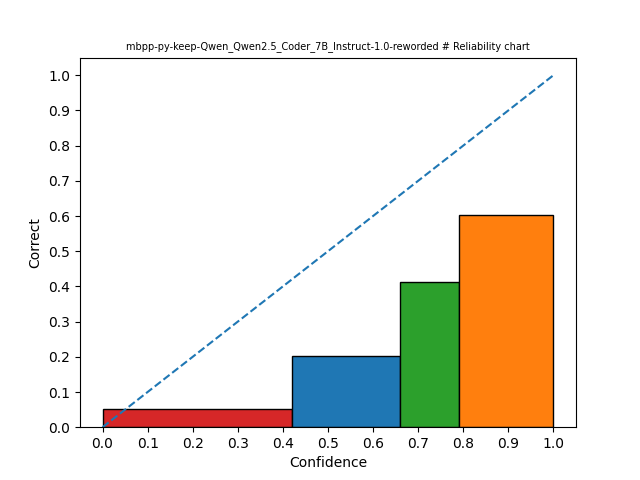 mbpp-py-keep-Qwen_Qwen2.5_Coder_7B_Instruct-1.0-reworded # Reliability chart
1.0
0.9
0.8
0.7
0.6
0.5
0.4
0.3
0.2
0.1
0.0
Correct
0.0 0.1 0.2 0.3 0.4 0.5 0.6 0.7 0.8 0.9 1.0
Confidence